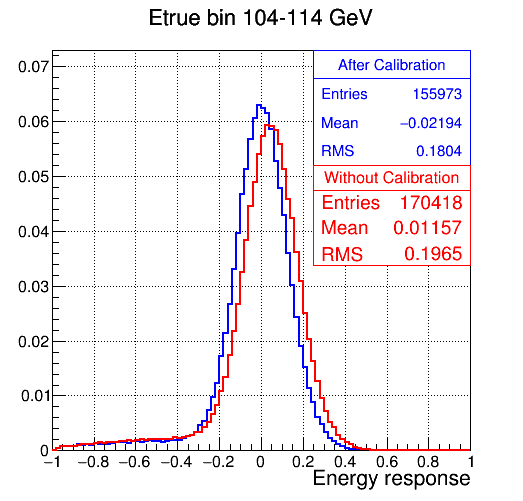 Etrue bin 104-114 GeV
After Calibration
Entries 155973
Mean −0.02194
RMS 0.1804
Without Calibration
Entries 170418
Mean 0.01157
RMS 0.1965
0.07
0.06
0.05
0.04
0.03
0.02
0.01
0
−1 −0.8 −0.6 −0.4 −0.2 0 0.2 0.4 0.6 0.8 1
Energy response